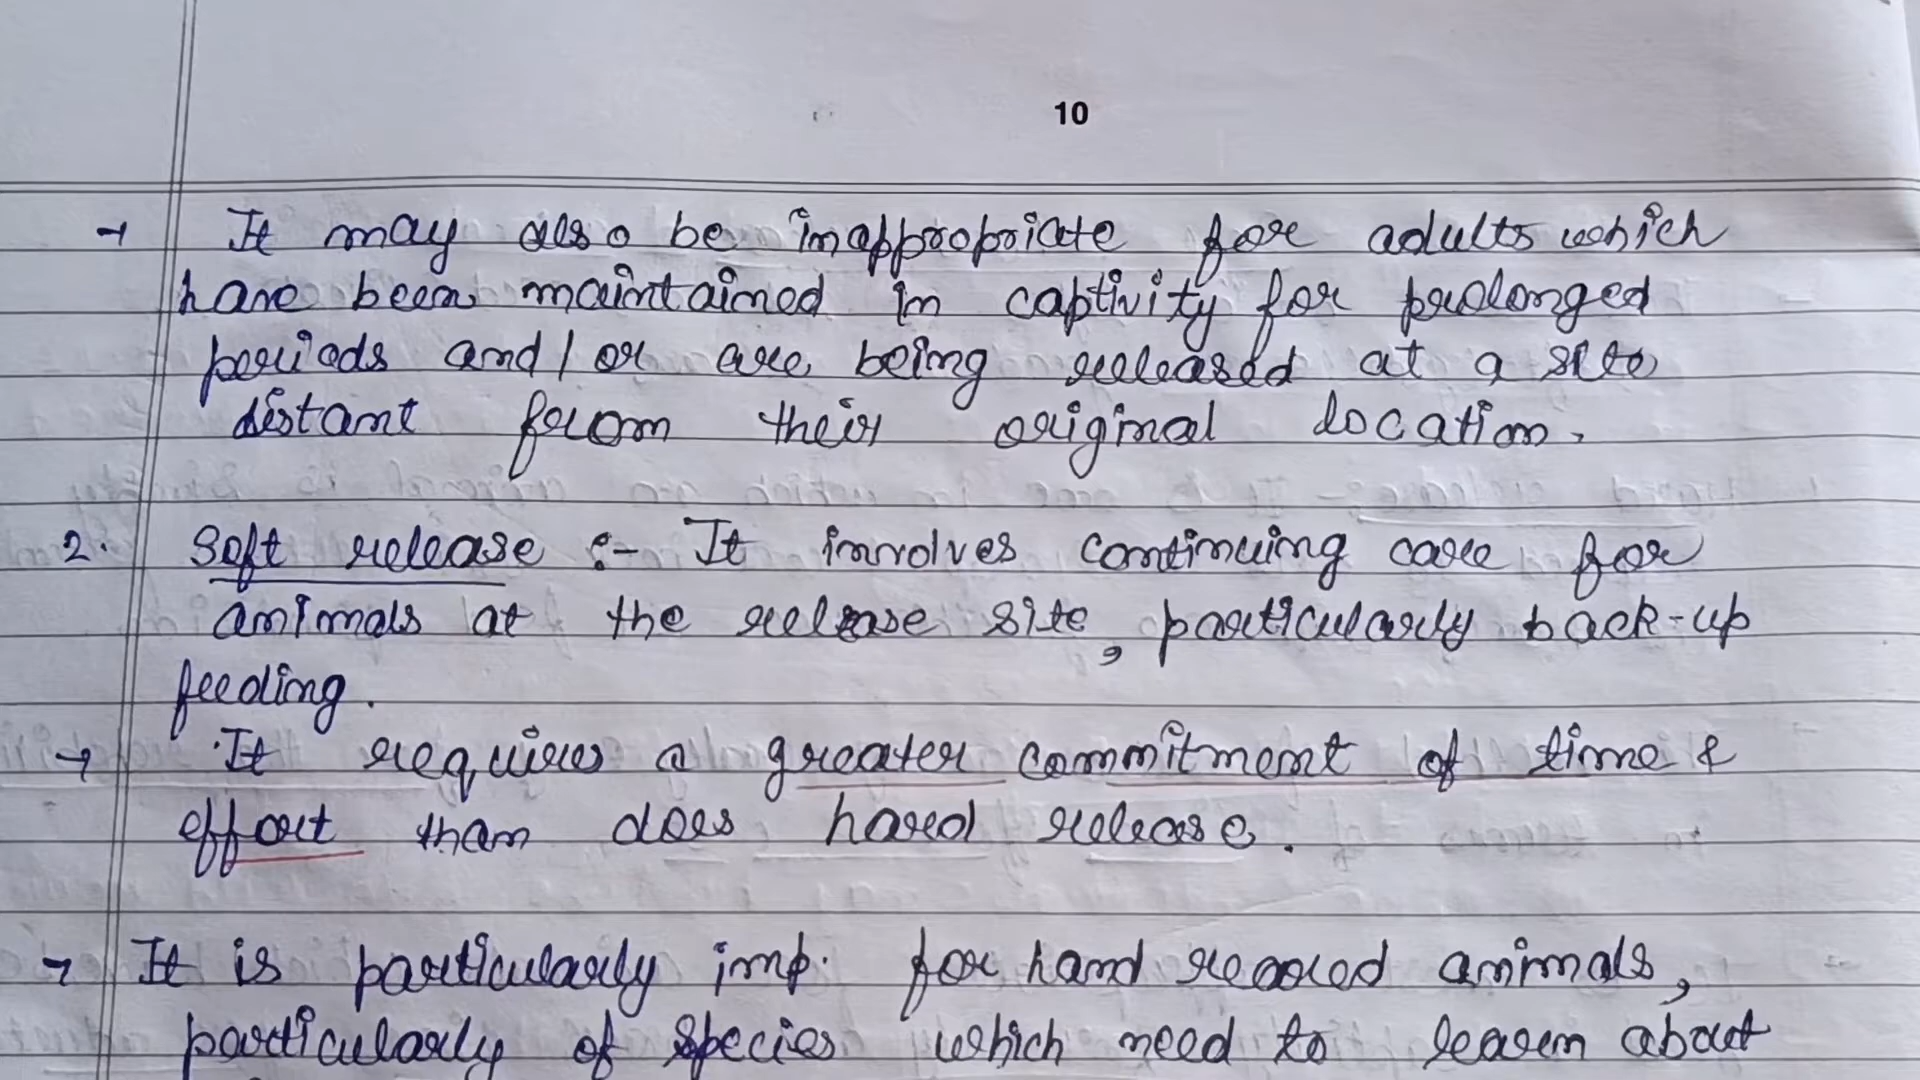 10
→ It may also be inappropriate for adults which
have been maintained in captivity for prolonged
periods and/or are being released at a site
distant from their original location.
2. Soft release :- It involves continuing care for
animals at the release site, particularly back-up
feeding.
→ It requires a greater commitment of time &
effort than does hard release.
→ It is particularly imp. for hand reared animals,
particularly of species which need to learn about